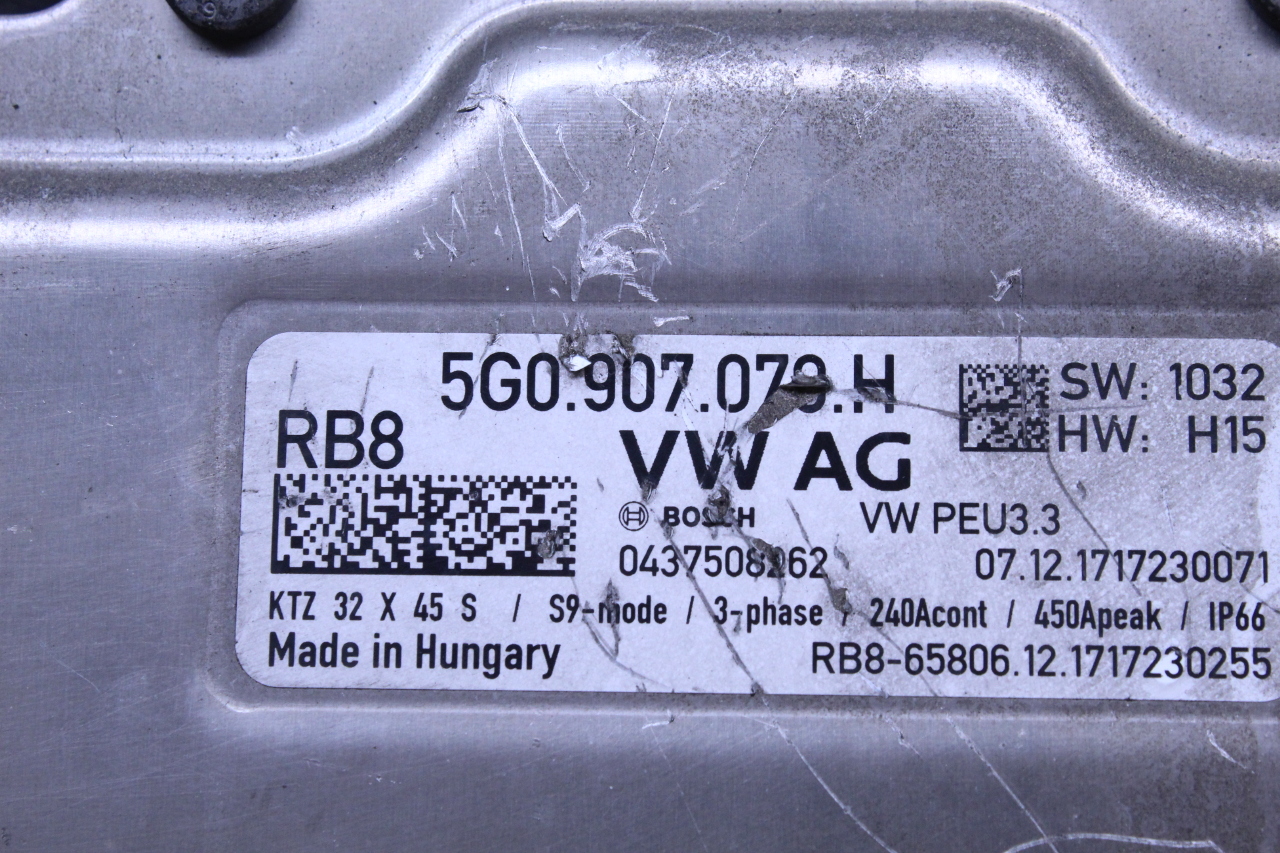 5G0.907.079.H
SW: 1032
HW: H15
RB8
VW AG
BOSCH
VW PEU3.3
0437508262
07.12.1717230071
KTZ 32 X 45 S / S9-mode / 3-phase / 240Acont / 450Apeak / IP66
Made in Hungary
RB8-65806.12.1717230255